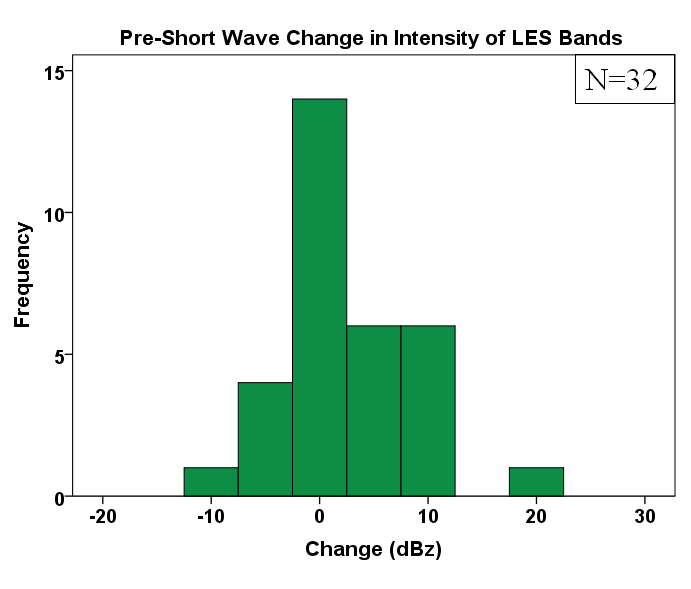 Pre-Short Wave Change in Intensity of LES Bands
N=32
15
10
5
0
Frequency
-20 -10 0 10 20 30
Change (dBz)